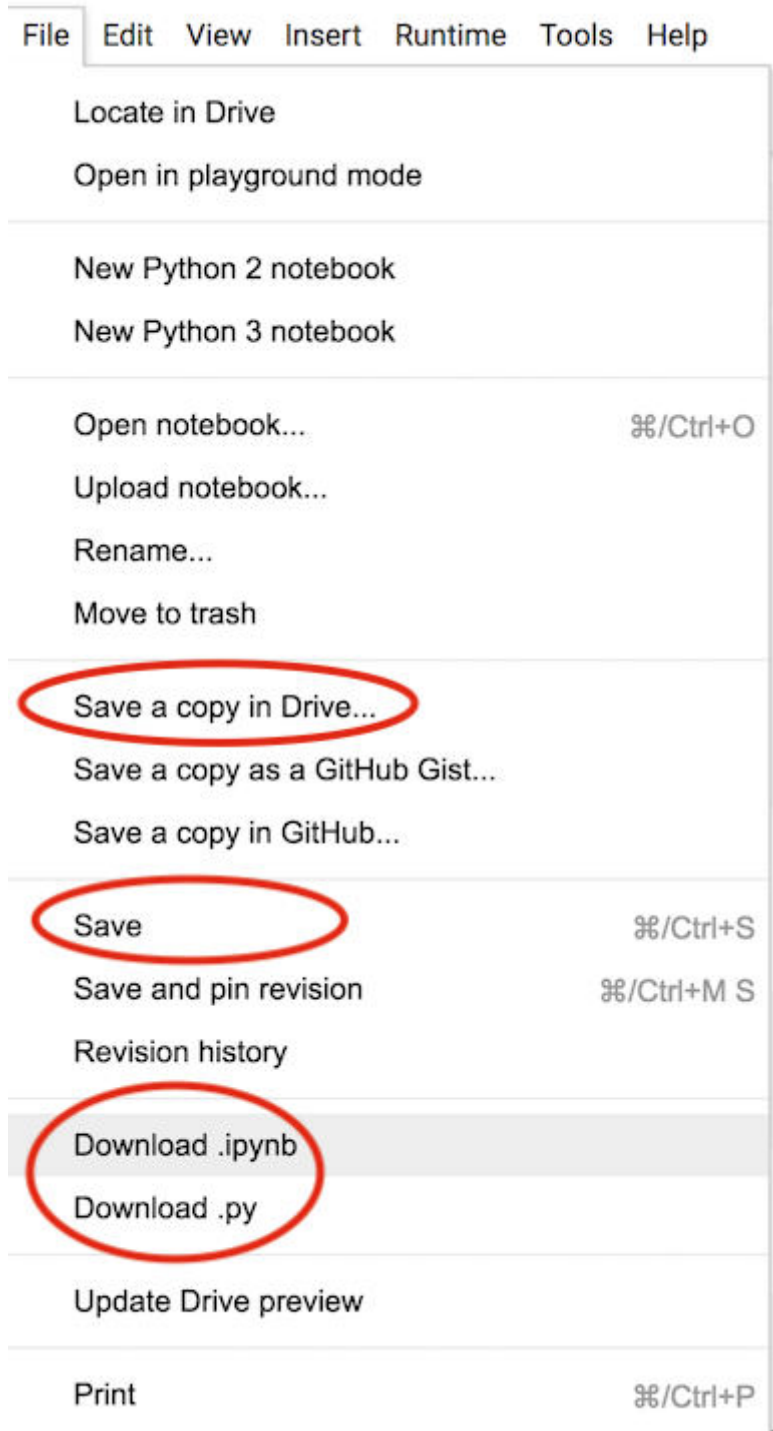 File Edit View Insert Runtime Tools Help
Locate in Drive
Open in playground mode
New Python 2 notebook
New Python 3 notebook
Open notebook... ⌘/Ctrl+O
Upload notebook...
Rename...
Move to trash
Save a copy in Drive...
Save a copy as a GitHub Gist...
Save a copy in GitHub...
Save ⌘/Ctrl+S
Save and pin revision ⌘/Ctrl+M S
Revision history
Download .ipynb
Download .py
Update Drive preview
Print ⌘/Ctrl+P